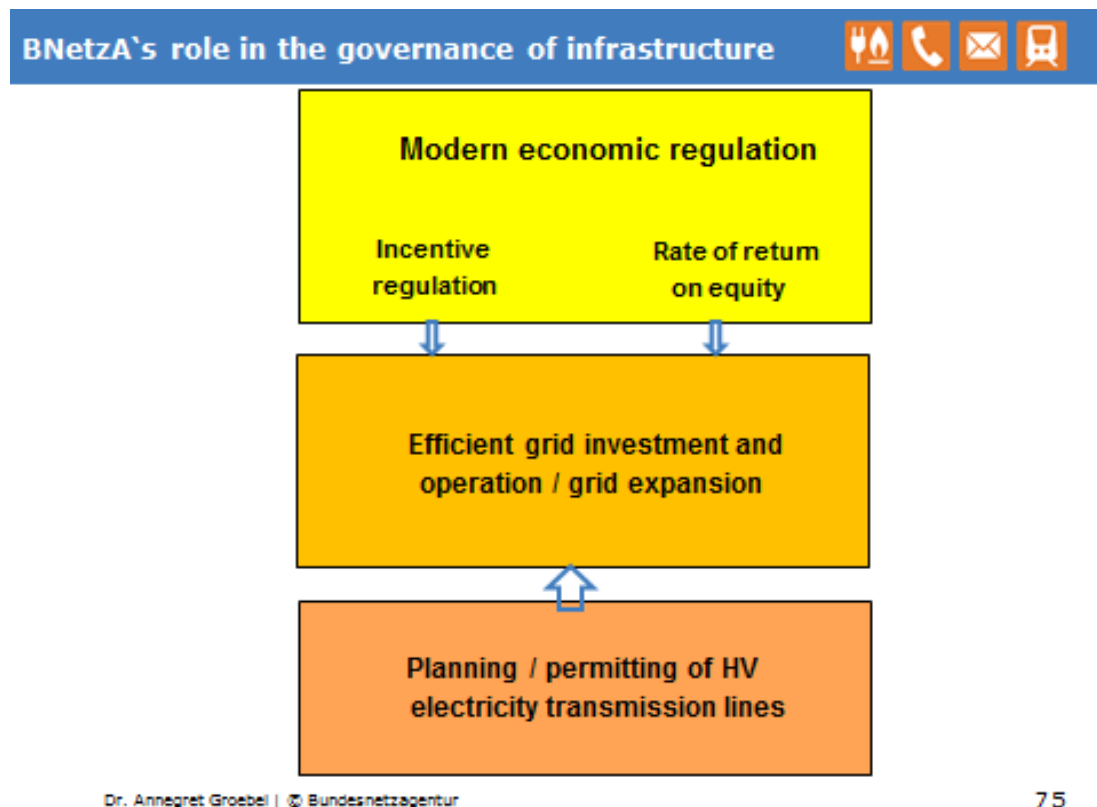 BNetzA`s role in the governance of infrastructure
Modern economic regulation
Incentive
regulation
Rate of return
on equity
Efficient grid investment and
operation / grid expansion
Planning / permitting of HV
electricity transmission lines
Dr. Annegret Groebel | © Bundesnetzagentur
75